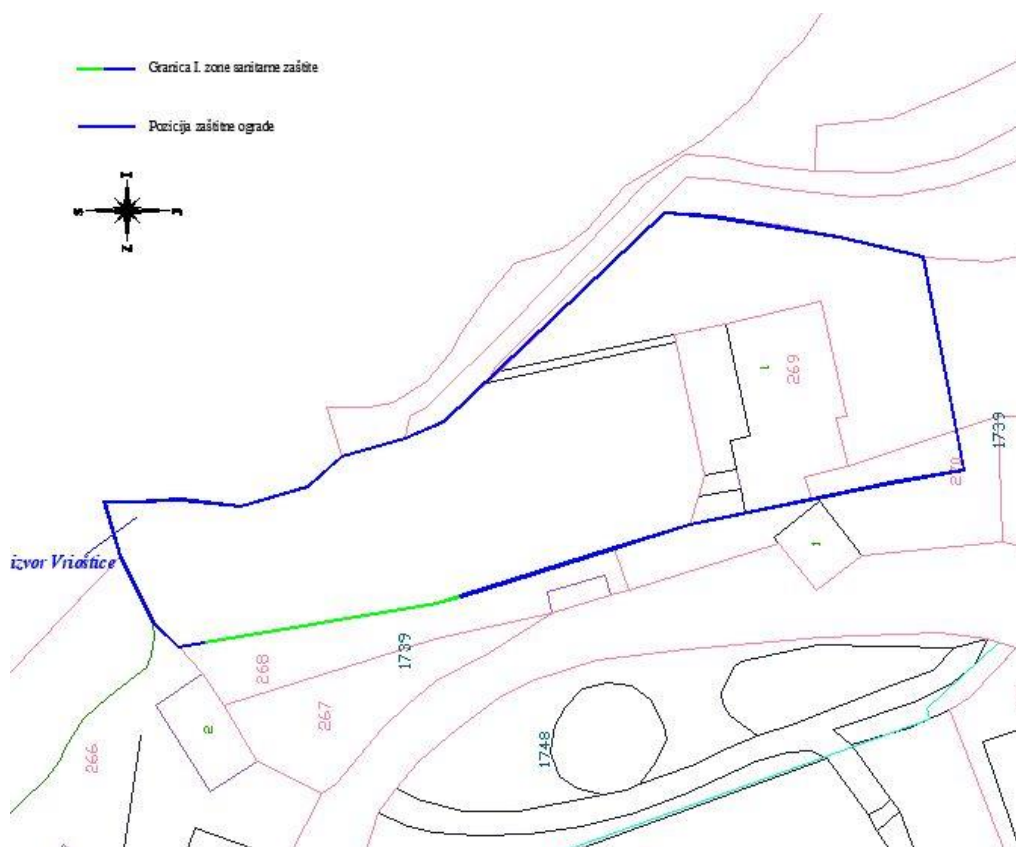 Granica I. zone sanitarne zaštite
Pozicija zaštitne ograde
I
S
J
Z
1
269
1739
270
izvor Vrioštice
1
268
1739
267
2
266
1748